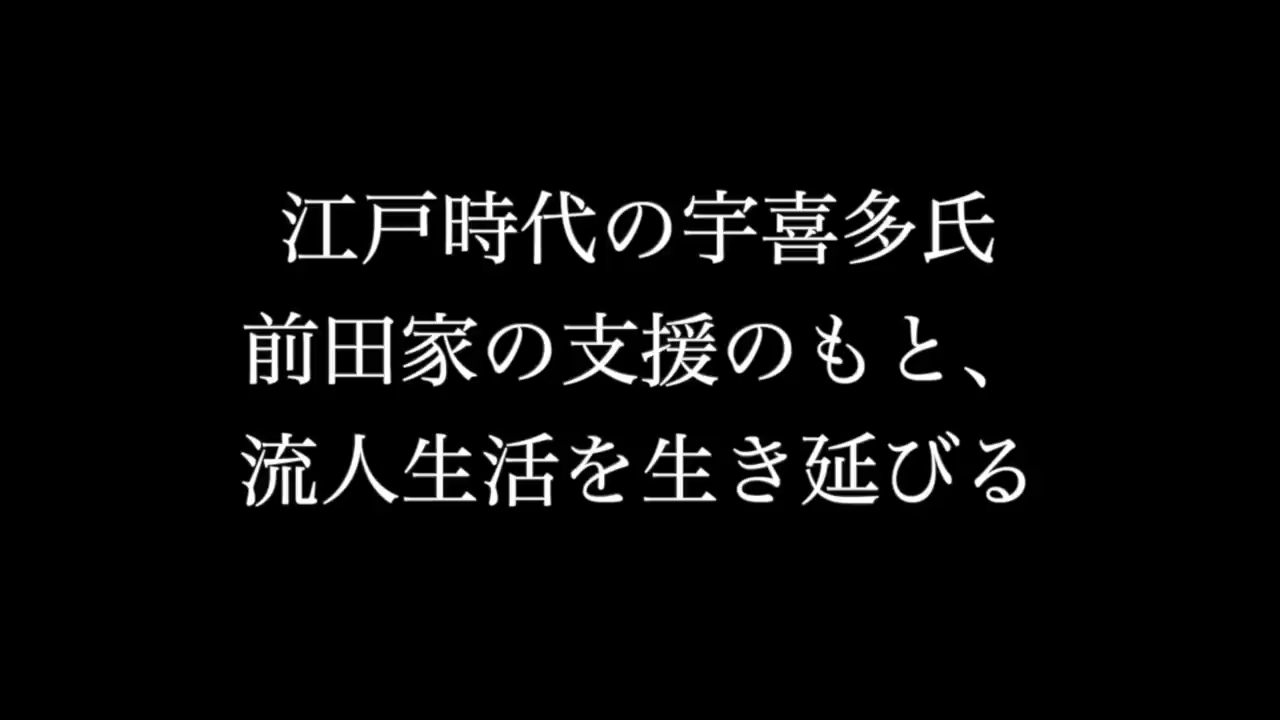 江戸時代の宇喜多氏
前田家の支援のもと、
流人生活を生き延びる